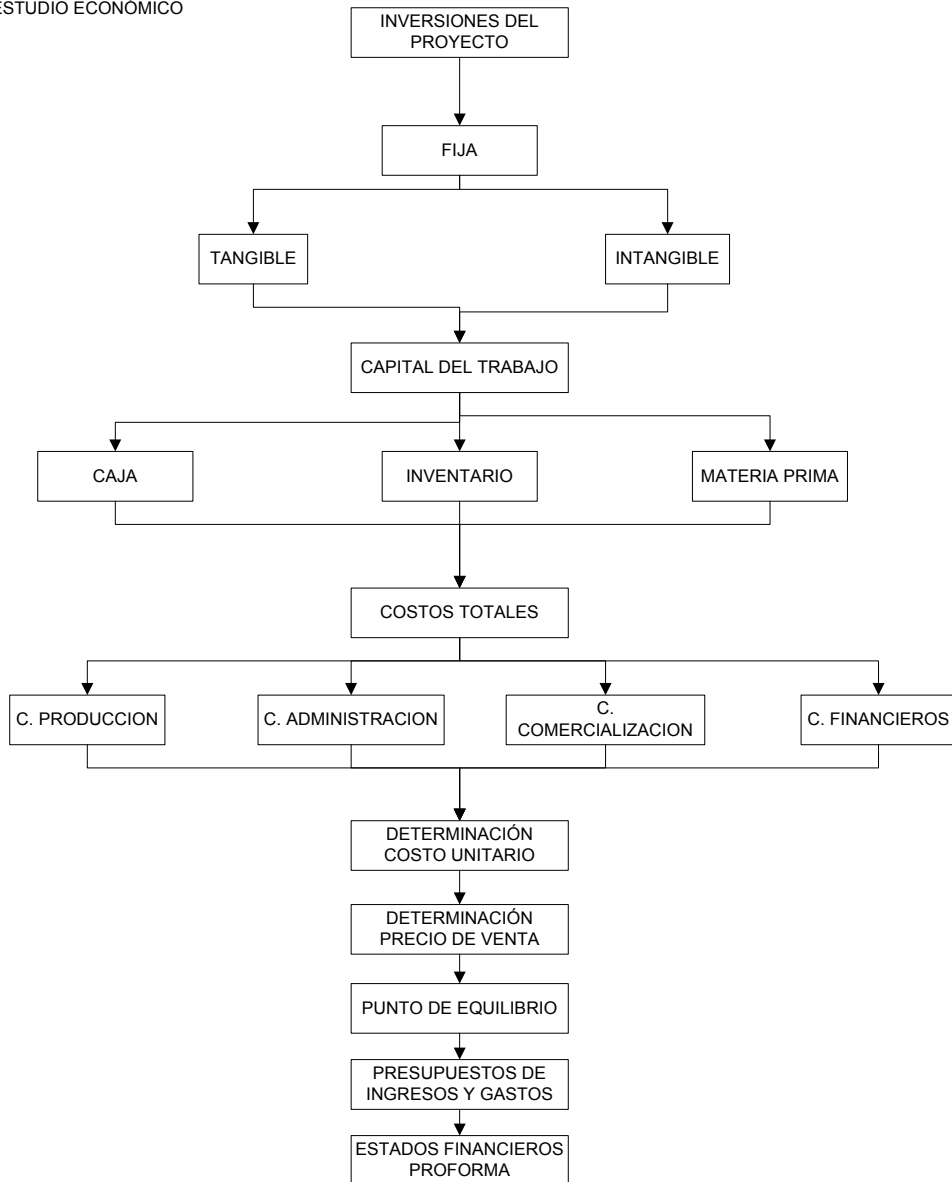 ESTUDIO ECONÓMICO
INVERSIONES DEL
PROYECTO
FIJA
TANGIBLE
INTANGIBLE
CAPITAL DEL TRABAJO
CAJA
INVENTARIO
MATERIA PRIMA
COSTOS TOTALES
C. PRODUCCION
C. ADMINISTRACION
C.
COMERCIALIZACION
C. FINANCIEROS
DETERMINACIÓN
COSTO UNITARIO
DETERMINACIÓN
PRECIO DE VENTA
PUNTO DE EQUILIBRIO
PRESUPUESTOS DE
INGRESOS Y GASTOS
ESTADOS FINANCIEROS
PROFORMA